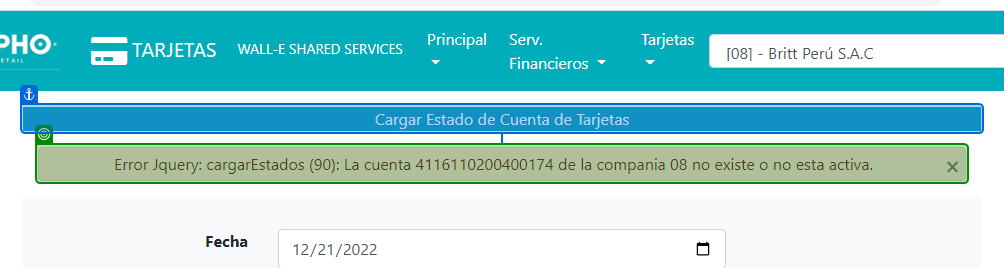 PHO
ETAIL
TARJETAS
WALL-E SHARED SERVICES
Principal
Serv.
Financieros
Tarjetas
[08] - Britt Perú S.A.C
Cargar Estado de Cuenta de Tarjetas
Error Jquery: cargarEstados (90): La cuenta 4116110200400174 de la compania 08 no existe o no esta activa.
×
Fecha
12/21/2022